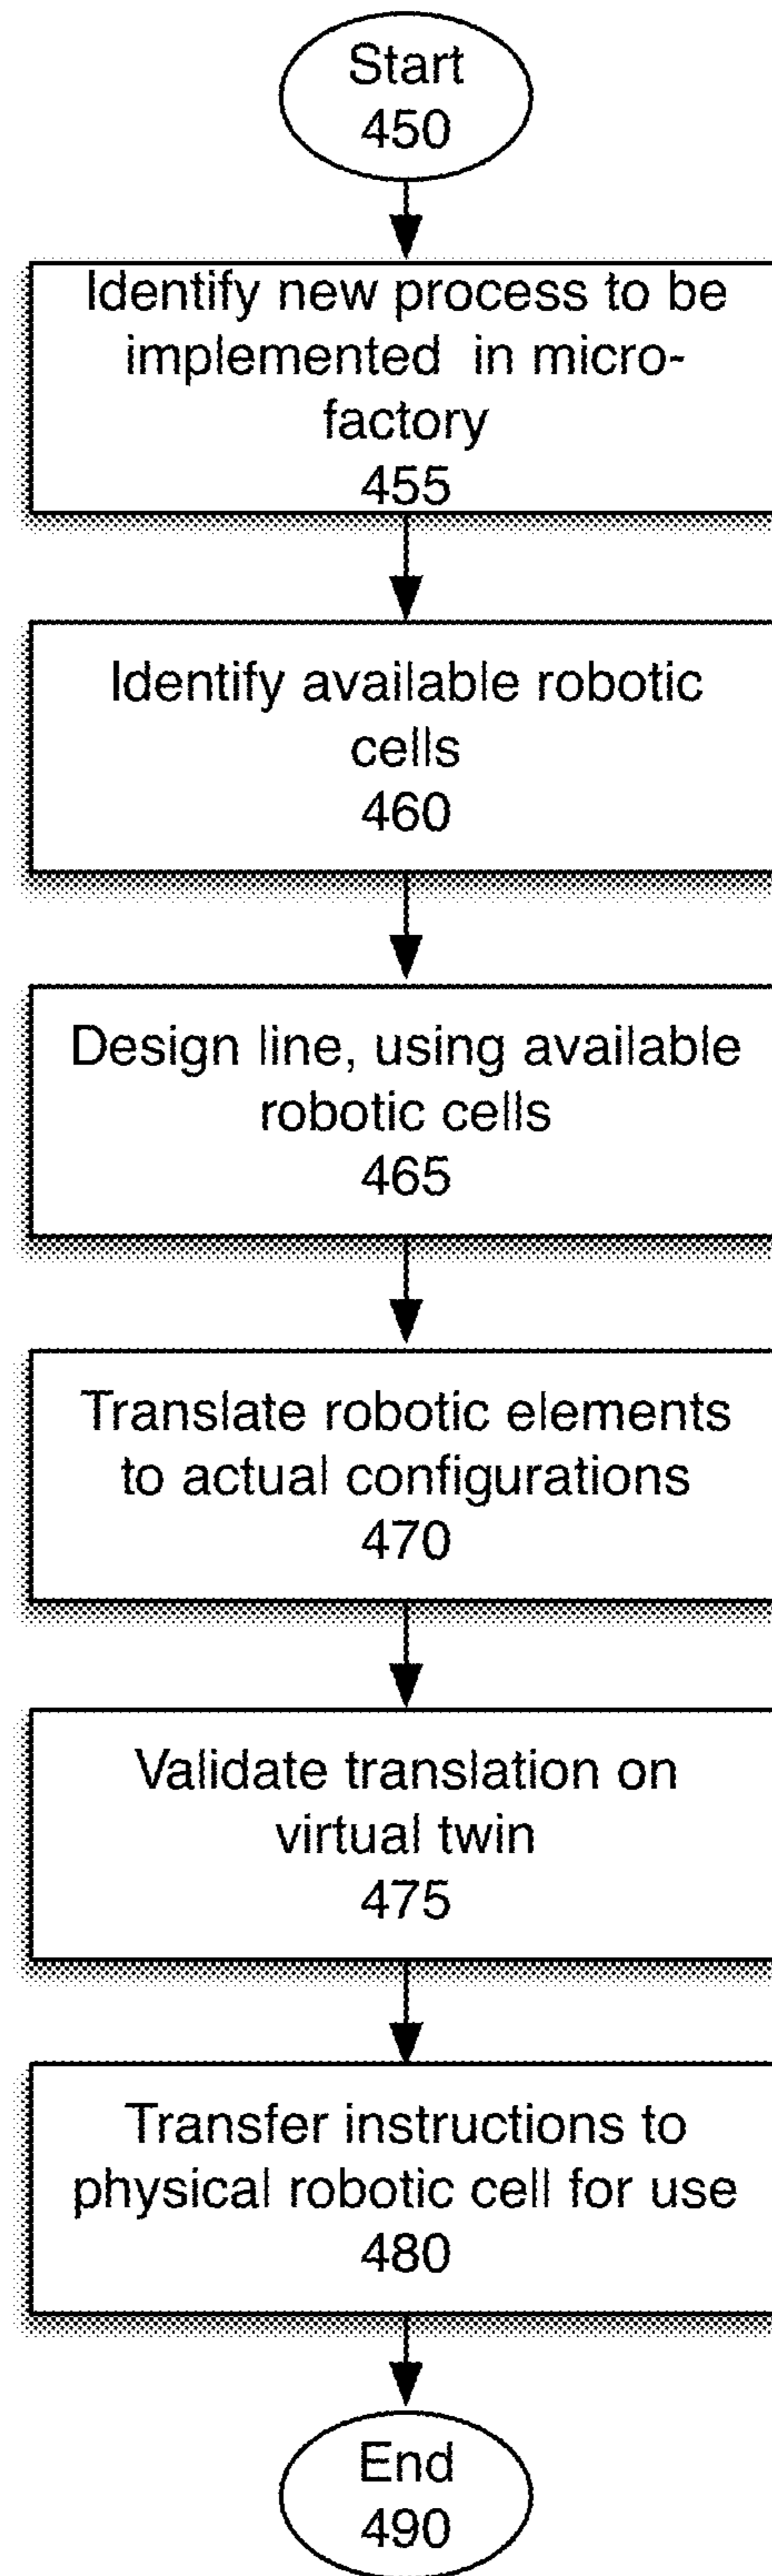 Start
450
Identify new process to be
implemented in micro-
factory
455
Identify available robotic
cells
460
Design line, using available
robotic cells
465
Translate robotic elements
to actual configurations
470
Validate translation on
virtual twin
475
Transfer instructions to
physical robotic cell for use
480
End
490